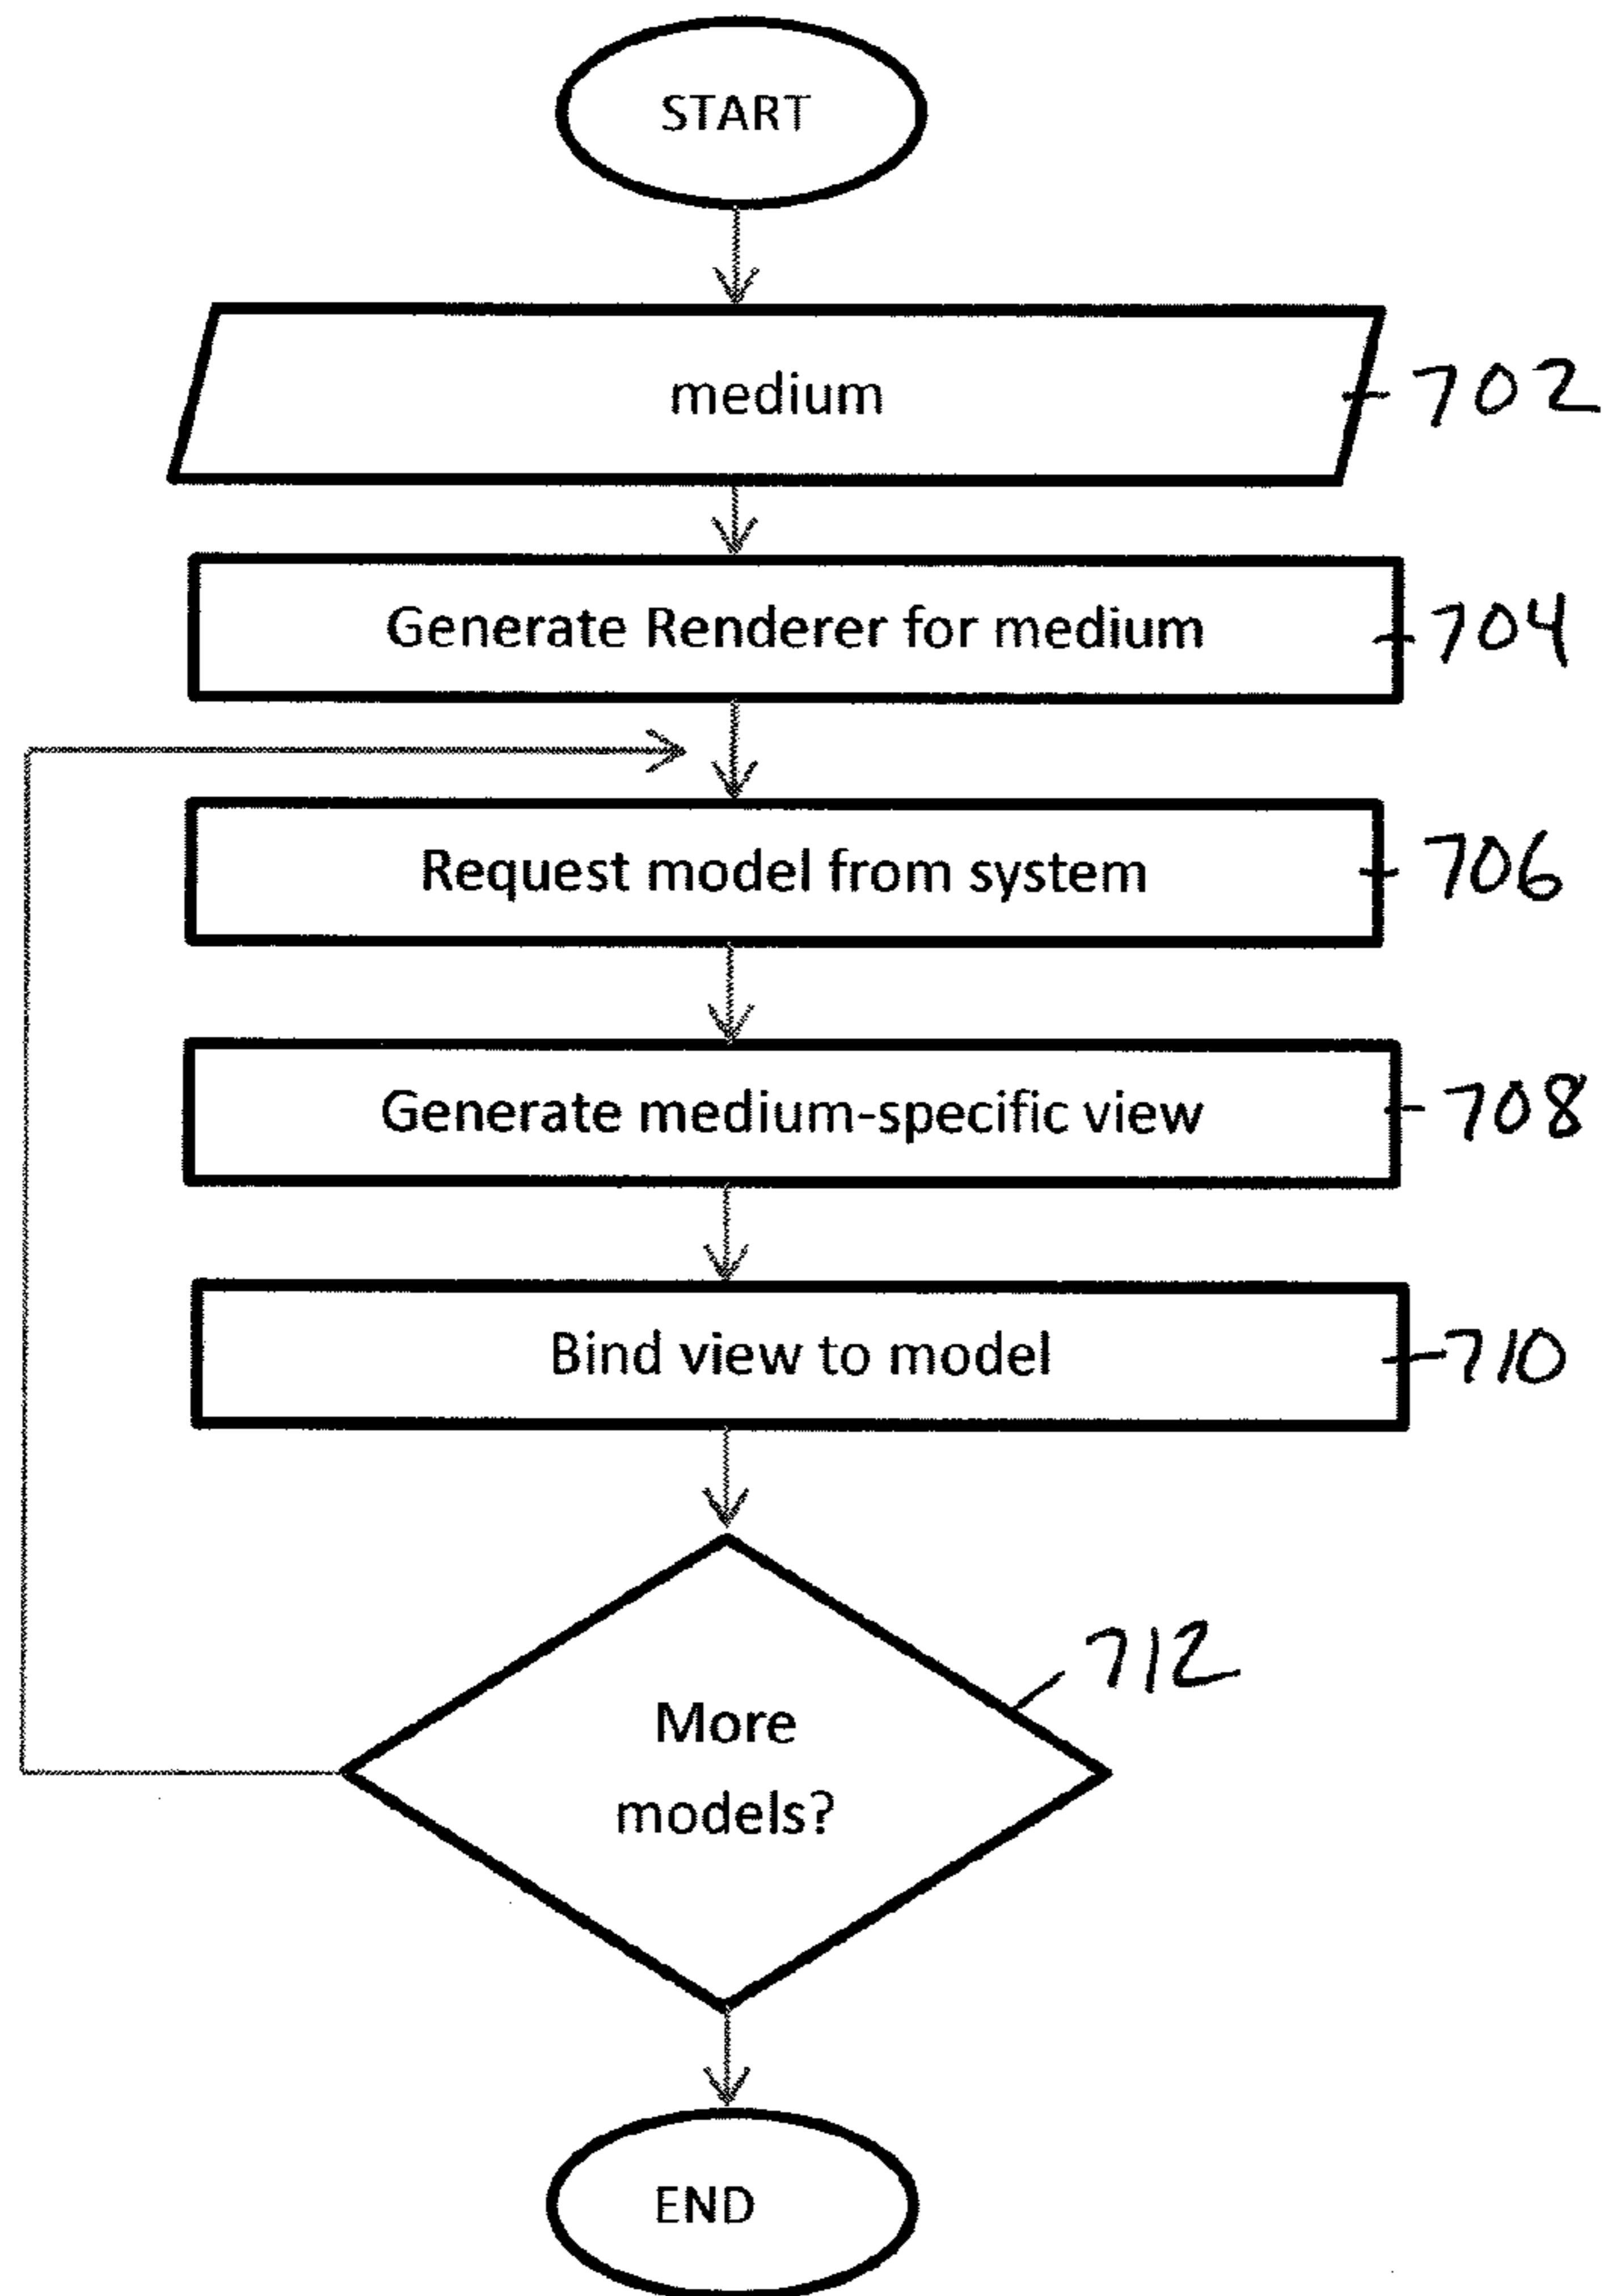 START
medium
702
Generate Renderer for medium
704
Request model from system
706
Generate medium-specific view
708
Bind view to model
710
712
More
models?
END